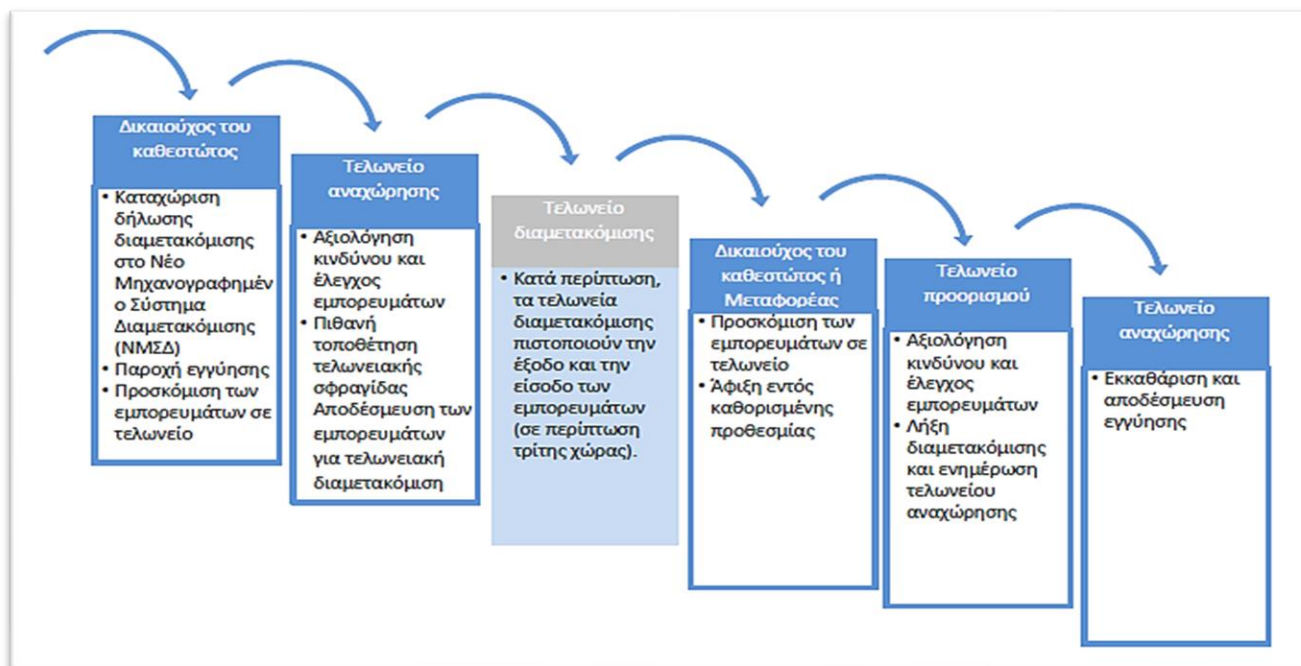 Δικαιούχος του
καθεστώτος
• Καταχώριση
δήλωσης
διαμετακόμισης
στο Νέο
Μηχανογραφημέν
ο Σύστημα
Διαμετακόμισης
(ΝΜΣΔ)
• Παροχή εγγύησης
• Προσκόμιση των
εμπορευμάτων σε
τελωνείο
Τελωνείο
αναχώρησης
• Αξιολόγηση
κινδύνου και
έλεγχος
εμπορευμάτων
• Πιθανή
τοποθέτηση
τελωνειακής
σφραγίδας
Αποδέσμευση των
εμπορευμάτων
για τελωνειακή
διαμετακόμιση
Τελωνείο
διαμετακόμισης
• Κατά περίπτωση,
τα τελωνεία
διαμετακόμισης
πιστοποιούν την
έξοδο και την
είσοδο των
εμπορευμάτων
(σε περίπτωση
τρίτης χώρας).
Δικαιούχος του
καθεστώτος ή
Μεταφορέας
• Προσκόμιση των
εμπορευμάτων σε
τελωνείο
• Άφιξη εντός
καθορισμένης
προθεσμίας
Τελωνείο
προορισμού
• Αξιολόγηση
κινδύνου και
έλεγχος
εμπορευμάτων
• Λήξη
διαμετακόμισης
και ενημέρωση
τελωνείου
αναχώρησης
Τελωνείο
αναχώρησης
• Εκκαθάριση και
αποδέσμευση
εγγύησης